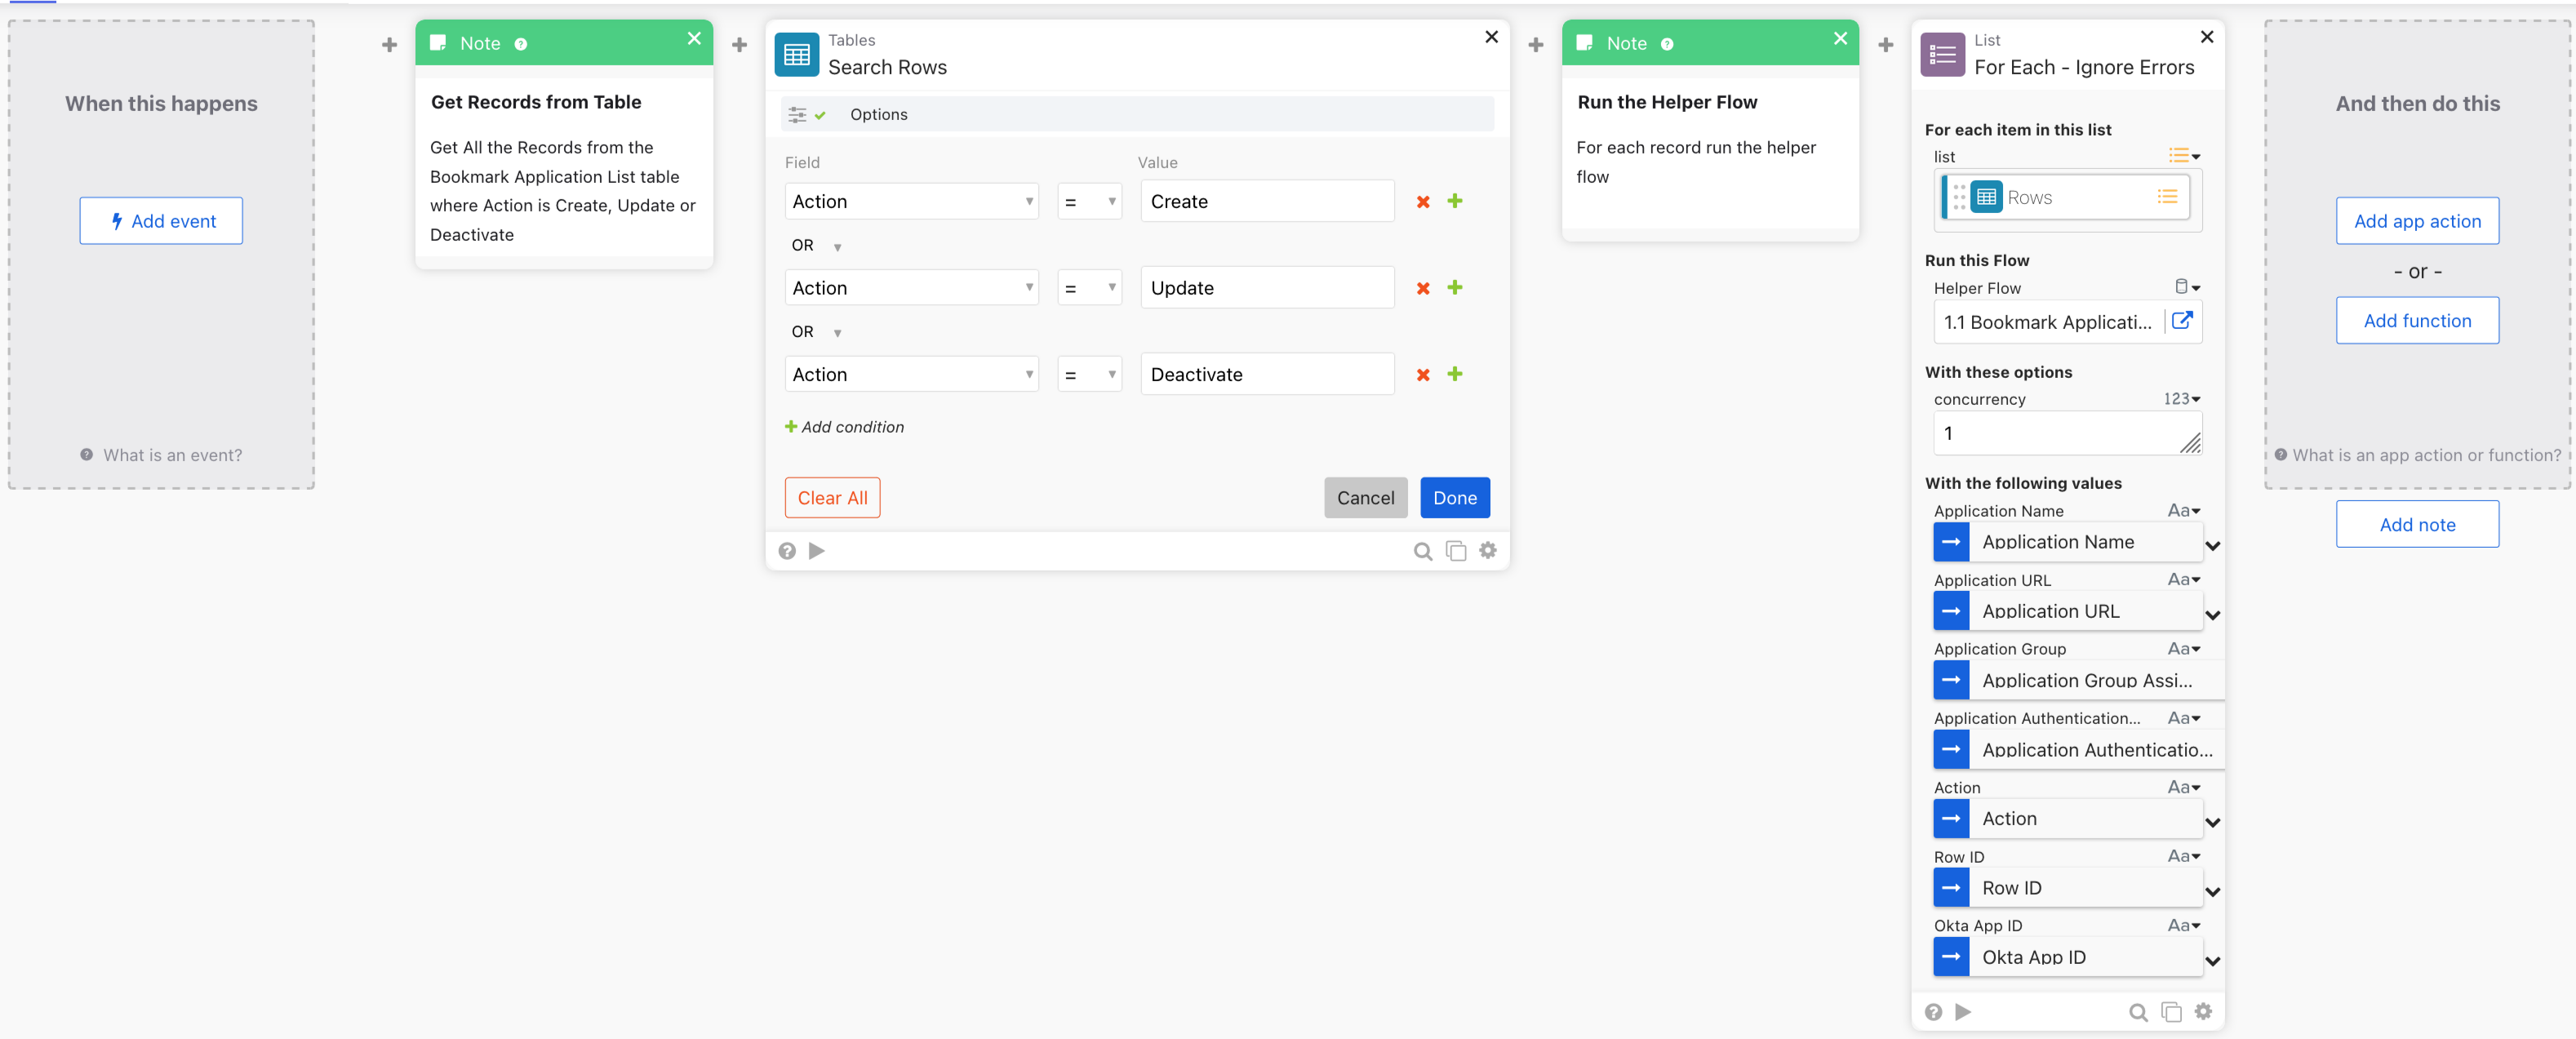 When this happens
Add event
What is an event?
Note
Get Records from Table
Get All the Records from the
Bookmark Application List table
where Action is Create, Update or
Deactivate
Tables
Search Rows
Options
Field Value
Action = Create
OR
Action = Update
OR
Action = Deactivate
Add condition
Clear All Cancel Done
Note
Run the Helper Flow
For each record run the helper
flow
List
For Each - Ignore Errors
For each item in this list
list
Rows
Run this Flow
Helper Flow
1.1 Bookmark Applicati...
With these options
concurrency 123
1
With the following values
Application Name Aa
Application Name
Application URL Aa
Application URL
Application Group Aa
Application Group Assi...
Application Authentication... Aa
Application Authenticatio...
Action Aa
Action
Row ID Aa
Row ID
Okta App ID Aa
Okta App ID
And then do this
Add app action
- or -
Add function
What is an app action or function?
Add note